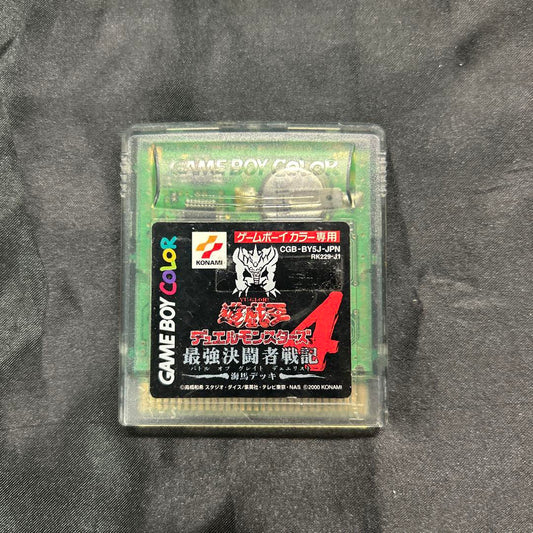 GAME BOY COLOR
GAME BOY COLOR
KONAMI
ゲームボーイカラー専用
CGB-BY5J-JPN
RK229-J1
YU-GI-OH!
遊戯王
デュエルモンスターズ4
最強決闘者戦記
バトル オブ グレイト デュエリスト
海馬デッキ
©高橋和希 スタジオ・ダイス/集英社・テレビ東京・NAS ©2000 KONAMI